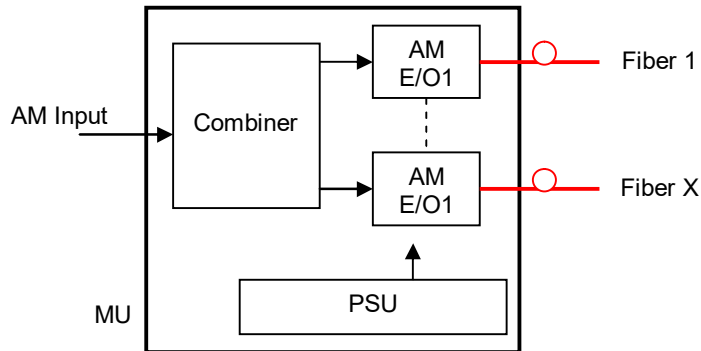 AM
E/O1
Fiber 1
AM Input
Combiner
AM
E/O1
Fiber X
PSU
MU